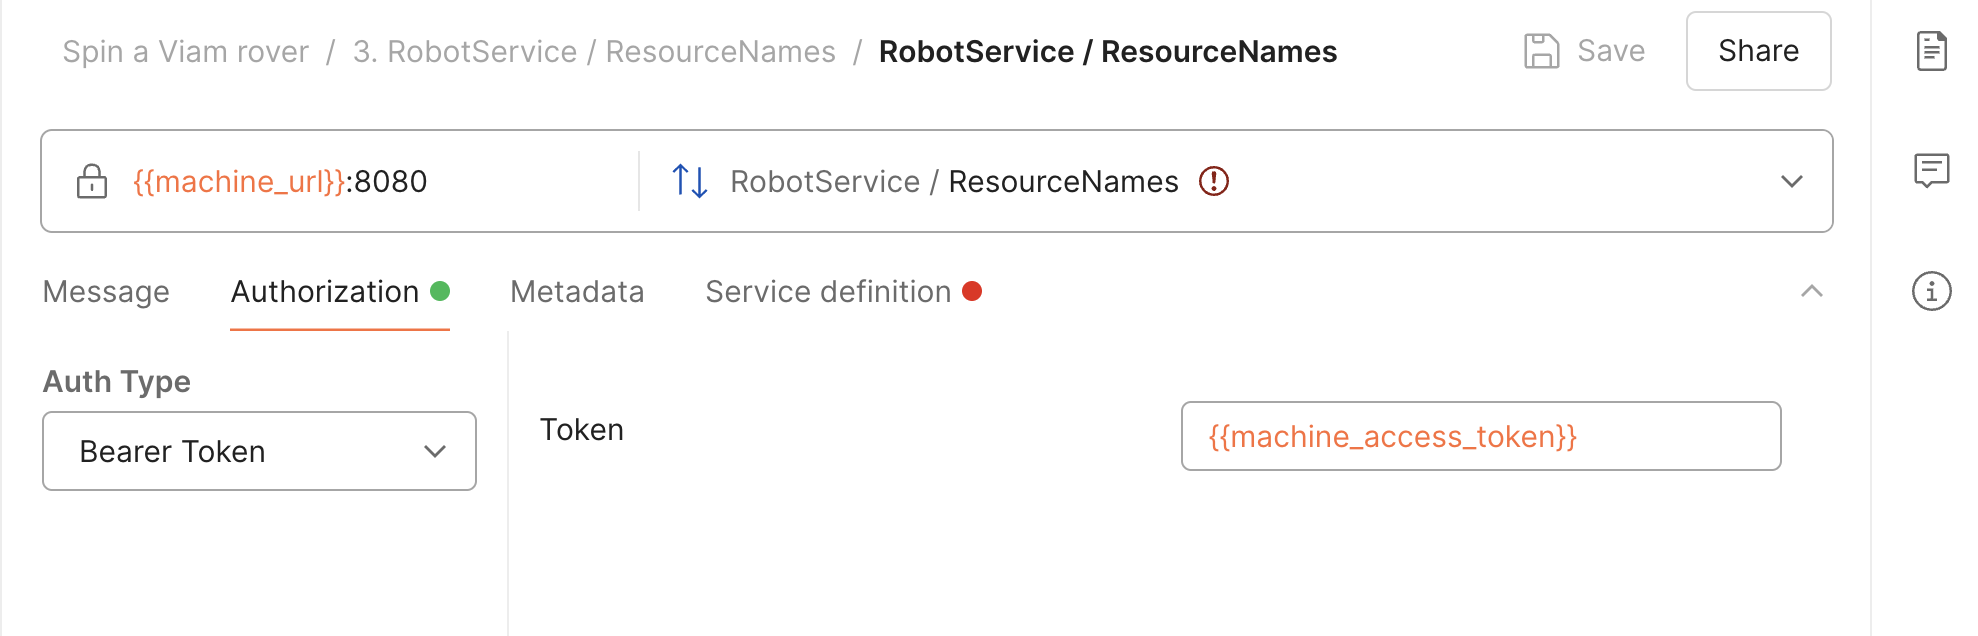 Spin a Viam rover / 3. RobotService / ResourceNames / RobotService / ResourceNames Save Share
{{machine_url}}:8080 RobotService / ResourceNames
Message Authorization Metadata Service definition
Auth Type
Bearer Token
Token
{{machine_access_token}}